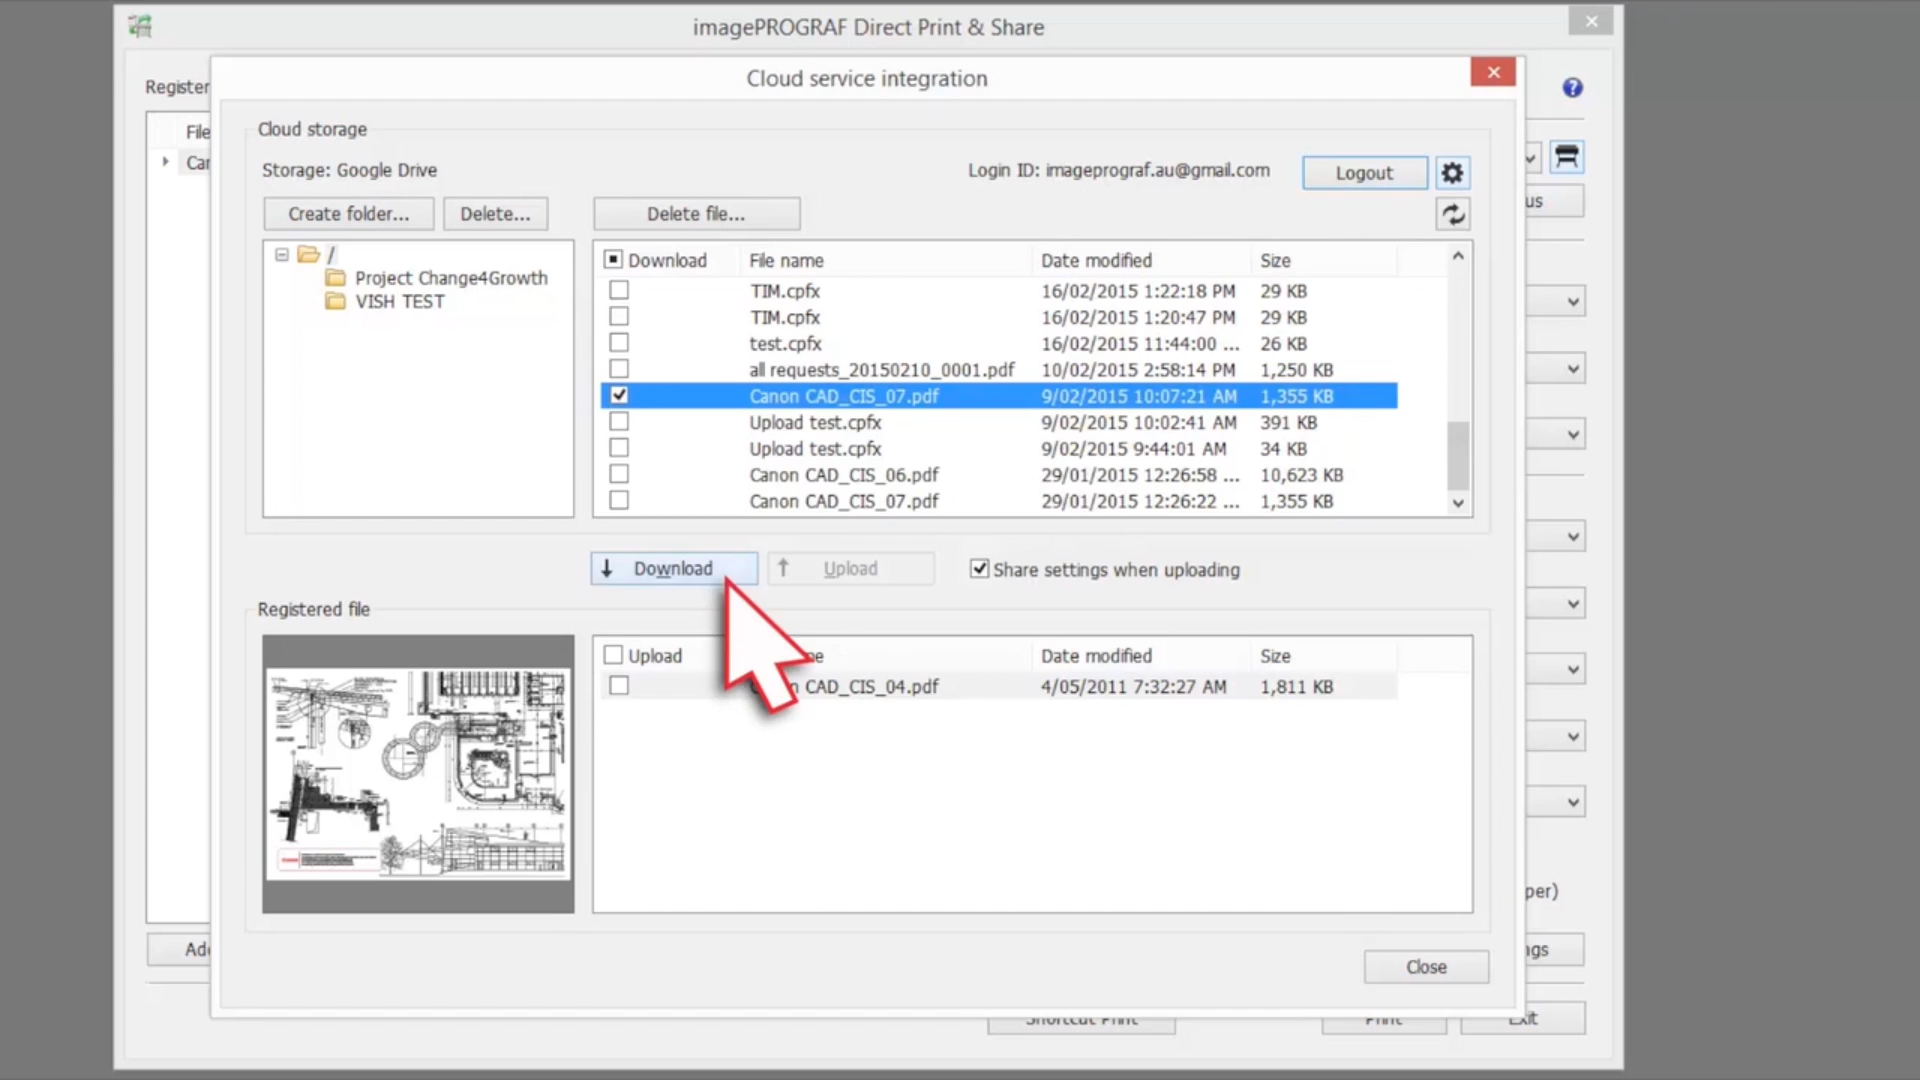 imagePROGRAF Direct Print & Share
Cloud service integration
Cloud storage
Storage: Google Drive
Login ID: imageprograf.au@gmail.com
Logout
Create folder...
Delete...
Delete file...
/
Project Change4Growth
VISH TEST
Download File name Date modified Size
TIM.cpfx 16/02/2015 1:22:18 PM 29 KB
TIM.cpfx 16/02/2015 1:20:47 PM 29 KB
test.cpfx 16/02/2015 11:44:00 ... 26 KB
all requests_20150210_0001.pdf 10/02/2015 2:58:14 PM 1,250 KB
Canon CAD_CIS_07.pdf 9/02/2015 10:07:21 AM 1,355 KB
Upload test.cpfx 9/02/2015 10:02:41 AM 391 KB
Upload test.cpfx 9/02/2015 9:44:01 AM 34 KB
Canon CAD_CIS_06.pdf 29/01/2015 12:26:58 ... 10,623 KB
Canon CAD_CIS_07.pdf 29/01/2015 12:26:22 ... 1,355 KB
Download
Upload
Share settings when uploading
Registered file
Upload Date modified Size
CAD_CIS_04.pdf 4/05/2011 7:32:27 AM 1,811 KB
Close
Shortcut Print
Print
Exit